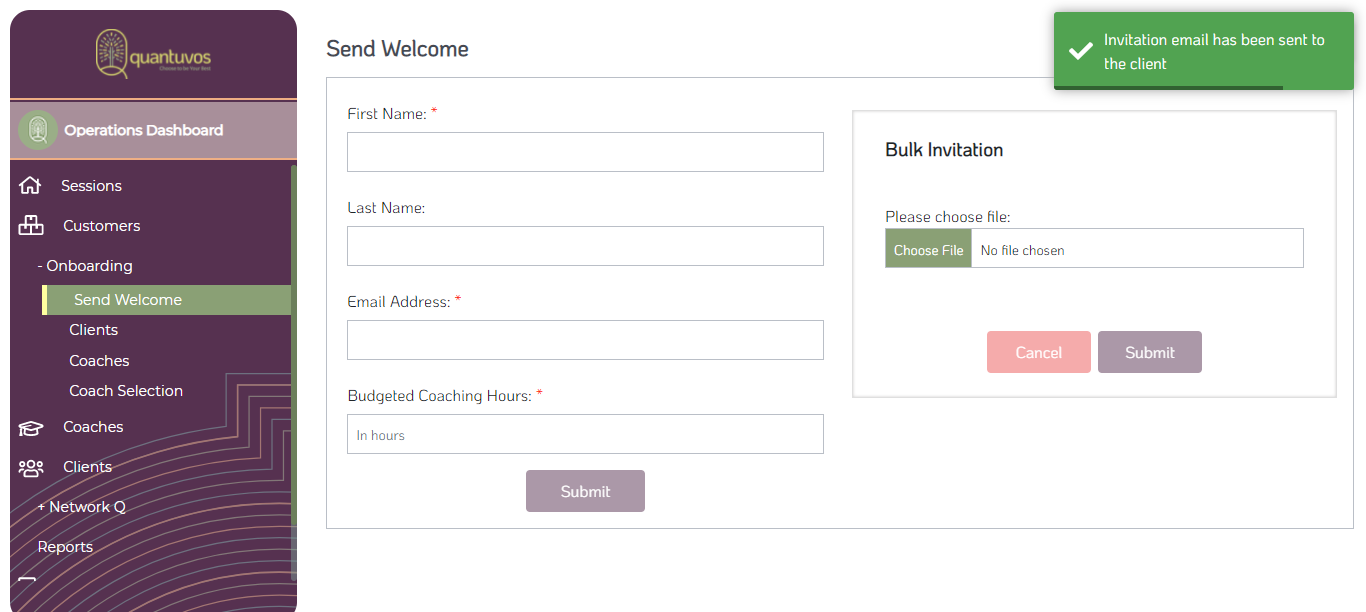 quantuvos
Choose to be Your Best
Operations Dashboard
Sessions
Customers
- Onboarding
Send Welcome
Clients
Coaches
Coach Selection
Coaches
Clients
+ Network Q
Reports
Send Welcome
Invitation email has been sent to
the client
First Name: *
Last Name:
Email Address: *
Budgeted Coaching Hours: *
In hours
Submit
Bulk Invitation
Please choose file:
Choose File No file chosen
Cancel Submit